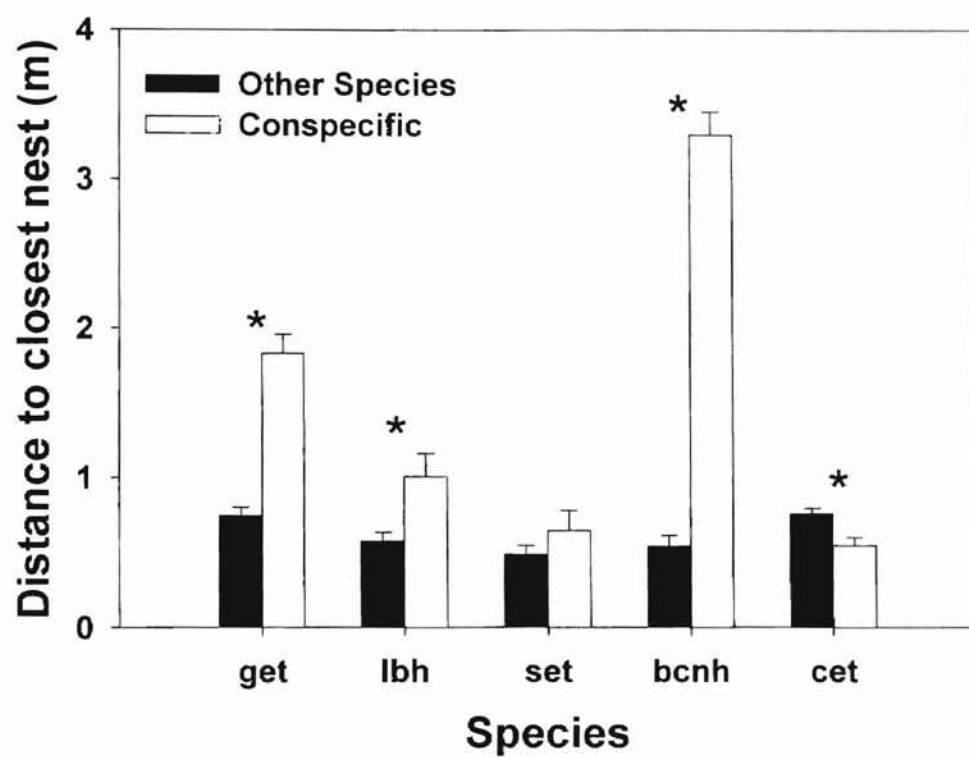 Distance to closest nest (m)
4
3
2
1
0
Other Species
Conspecific
*
*
*
*
get lbh set bcnh cet
Species